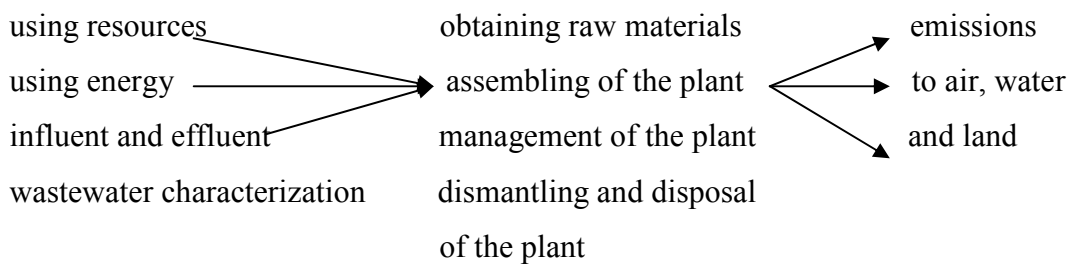 using resources
obtaining raw materials
emissions
using energy
assembling of the plant
to air, water
influent and effluent
management of the plant
and land
wastewater characterization
dismantling and disposal
of the plant